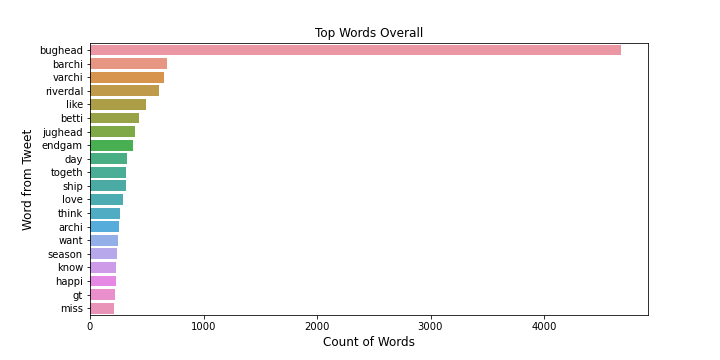 Top Words Overall
bughead
barchi
varchi
riverdal
like
betti
jughead
endgam
day
togeth
ship
love
think
archi
want
season
know
happi
gt
miss
Word from Tweet
0 1000 2000 3000 4000
Count of Words